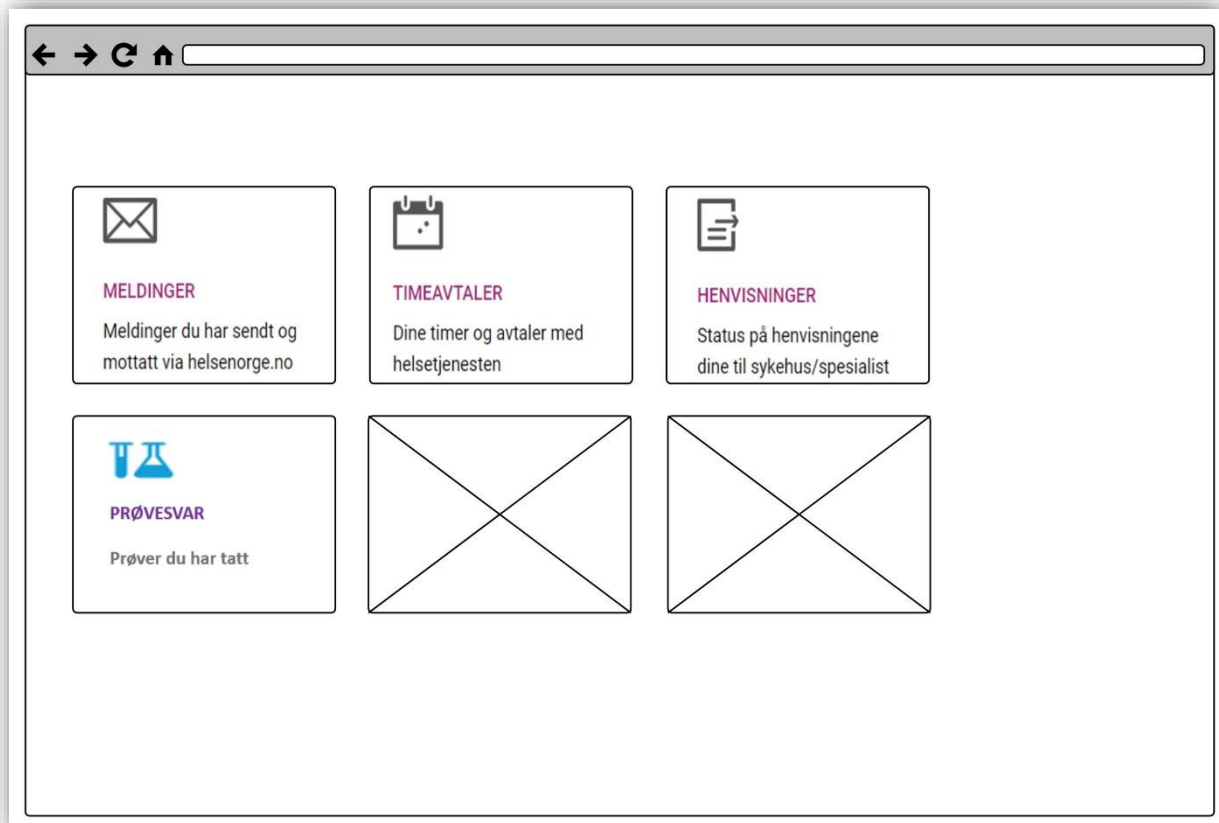 MELDINGER
Meldinger du har sendt og
mottatt via helsenorge.no
TIMEAVTALER
Dine timer og avtaler med
helsetjenesten
HENVISNINGER
Status på henvisningene
dine til sykehus/spesialist
PRØVESVAR
Prøver du har tatt